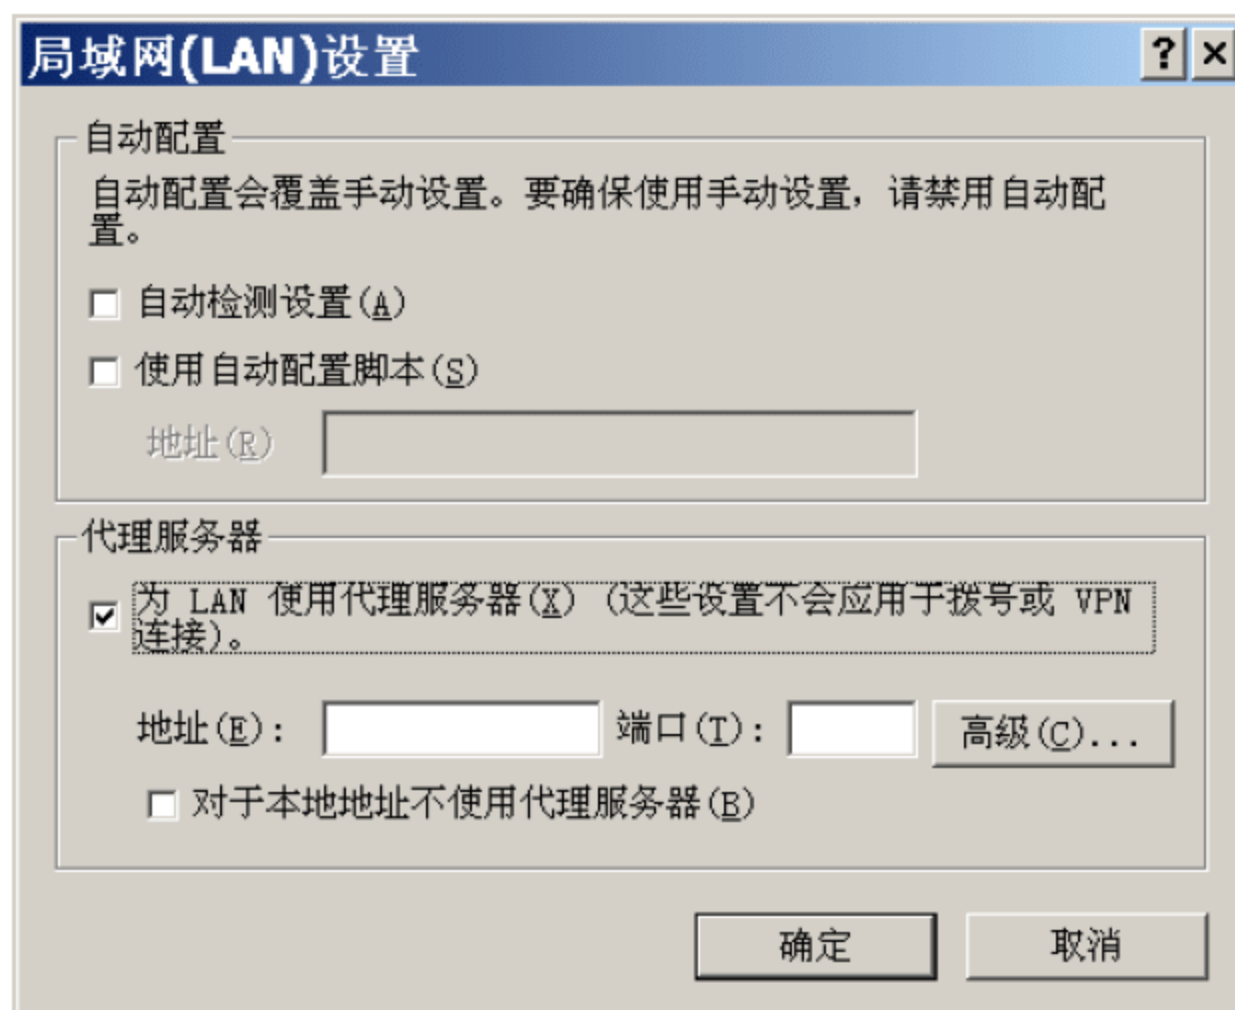 局域网(LAN)设置
自动配置
自动配置会覆盖手动设置。要确保使用手动设置，请禁用自动配
置。
自动检测设置(A)
使用自动配置脚本(S)
地址(R)
代理服务器
为 LAN 使用代理服务器(X) (这些设置不会应用于拨号或 VPN
连接)。
地址(E): 端口(T): 高级(C)...
对于本地地址不使用代理服务器(B)
确定 取消